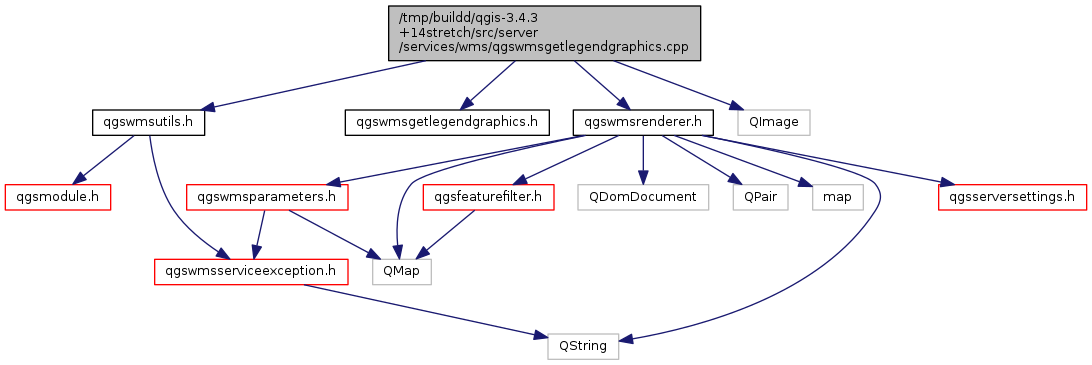 /tmp/buildd/qgis-3.4.3
+14stretch/src/server
/services/wms/qgswmsgetlegendgraphics.cpp
qgswmsutils.h
qgswmsgetlegendgraphics.h
qgswmsrenderer.h
QImage
qgsmodule.h
qgswmsparameters.h
qgsfeaturefilter.h
QDomDocument
QPair
map
qgsserversettings.h
qgswmsserviceexception.h
QMap
QString